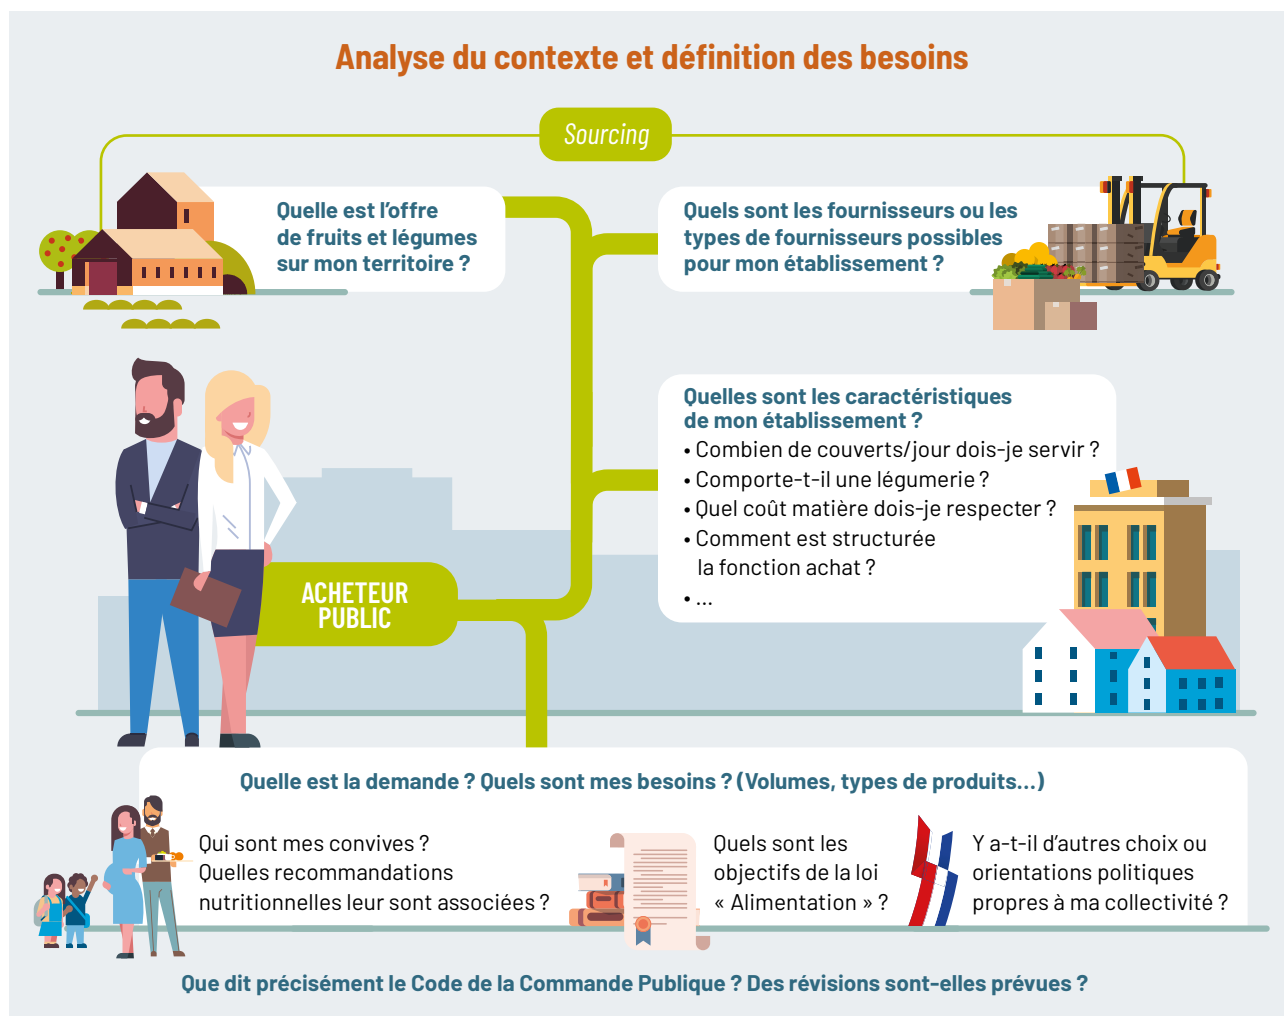 Analyse du contexte et définition des besoins
Sourcing
Quelle est l'offre
de fruits et légumes
sur mon territoire ?
Quels sont les fournisseurs ou les
types de fournisseurs possibles
pour mon établissement ?
Quelles sont les caractéristiques
de mon établissement ?
• Combien de couverts/jour dois-je servir ?
• Comporte-t-il une légumerie ?
• Quel coût matière dois-je respecter ?
• Comment est structurée
la fonction achat ?
• ...
ACHETEUR
PUBLIC
Quelle est la demande ? Quels sont mes besoins ? (Volumes, types de produits...)
Qui sont mes convives ?
Quelles recommandations
nutritionnelles leur sont associées ?
Quels sont les
objectifs de la loi
« Alimentation » ?
Y a-t-il d'autres choix ou
orientations politiques
propres à ma collectivité ?
Que dit précisément le Code de la Commande Publique ? Des révisions sont-elles prévues ?